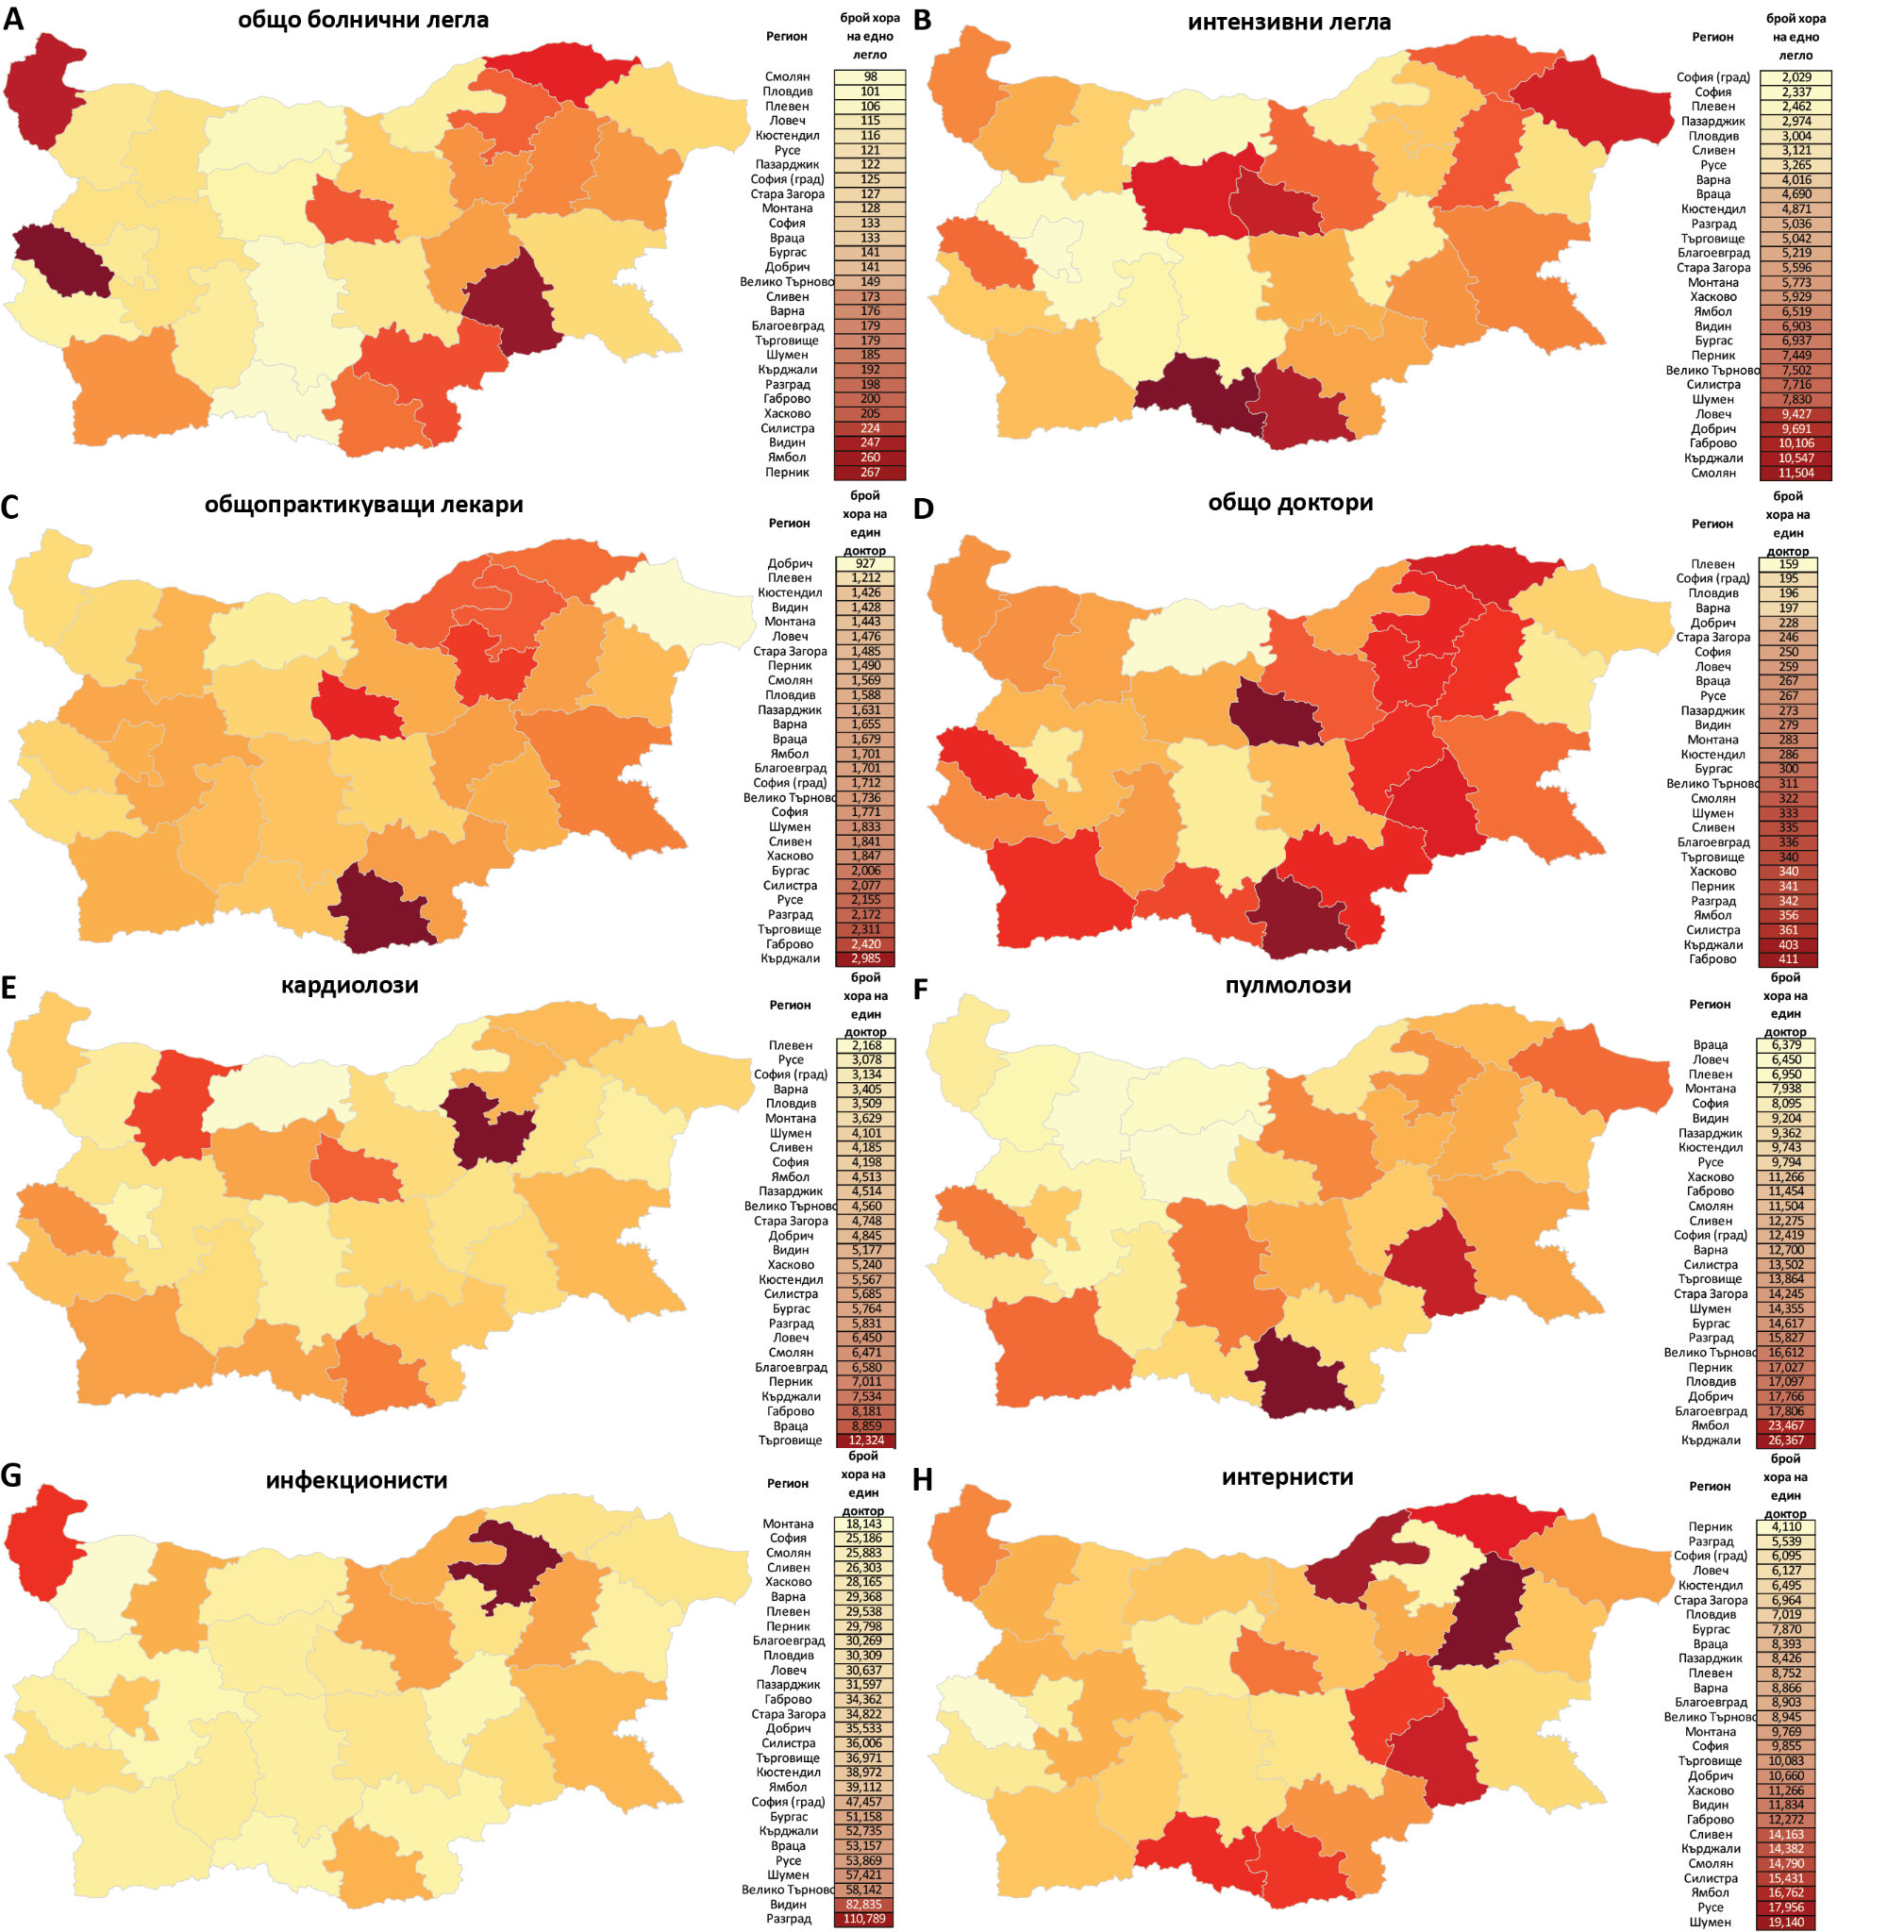 A
общо болнични легла
Регион
брой хора
на едно
легло
Смолян 98
Пловдив 101
Плевен 106
Ловеч 115
Кюстендил 116
Русе 121
Пазарджик 122
София (град) 125
Стара Загора 127
Монтана 128
София 133
Враца 133
Бургас 141
Добрич 141
Велико Търново 149
Сливен 173
Варна 176
Благоевград 179
Търговище 179
Шумен 185
Кърджали 192
Разград 198
Габрово 200
Хасково 205
Силистра 224
Видин 247
Ямбол 260
Перник 267
B
интензивни легла
Регион
брой хора
на едно
легло
София (град) 2,029
София 2,337
Плевен 2,462
Пазарджик 2,974
Пловдив 3,004
Сливен 3,121
Русе 3,265
Варна 4,016
Враца 4,690
Кюстендил 4,871
Разград 5,036
Търговище 5,042
Благоевград 5,219
Стара Загора 5,596
Монтана 5,773
Хасково 5,929
Ямбол 6,519
Видин 6,903
Бургас 6,937
Перник 7,449
Велико Търново 7,502
Силистра 7,716
Шумен 7,830
Ловеч 9,427
Добрич 9,691
Габрово 10,106
Кърджали 10,547
Смолян 11,504
C
общопрактикуващи лекари
Регион
брой
хора на
един
доктор
Добрич 927
Плевен 1,212
Кюстендил 1,426
Видин 1,428
Монтана 1,443
Ловеч 1,476
Стара Загора 1,485
Перник 1,490
Смолян 1,569
Пловдив 1,588
Пазарджик 1,631
Варна 1,655
Враца 1,679
Ямбол 1,701
Благоевград 1,701
София (град) 1,712
Велико Търново 1,736
София 1,771
Шумен 1,833
Сливен 1,841
Хасково 1,847
Бургас 2,006
Силистра 2,077
Русе 2,155
Разград 2,172
Търговище 2,311
Габрово 2,420
Кърджали 2,985
D
общо доктори
Регион
брой
хора на
един
доктор
Плевен 159
София (град) 195
Пловдив 196
Варна 197
Добрич 228
Стара Загора 246
София 250
Ловеч 259
Враца 267
Русе 267
Пазарджик 273
Видин 279
Монтана 283
Кюстендил 286
Бургас 300
Велико Търново 311
Смолян 322
Шумен 333
Сливен 335
Благоевград 336
Търговище 340
Хасково 340
Перник 341
Разград 342
Ямбол 356
Силистра 361
Кърджали 403
Габрово 411
E
кардиолози
Регион
брой
хора на
един
доктор
Плевен 2,168
Русе 3,078
София (град) 3,134
Варна 3,405
Пловдив 3,509
Монтана 3,629
Шумен 4,101
Сливен 4,185
София 4,198
Ямбол 4,513
Пазарджик 4,514
Велико Търново 4,560
Стара Загора 4,748
Добрич 4,845
Видин 5,177
Хасково 5,240
Кюстендил 5,567
Силистра 5,685
Бургас 5,764
Разград 5,831
Ловеч 6,450
Смолян 6,471
Благоевград 6,580
Перник 7,011
Кърджали 7,534
Габрово 8,181
Враца 8,859
Търговище 12,324
F
пулмолози
Регион
брой
хора на
един
доктор
Враца 6,379
Ловеч 6,450
Плевен 6,950
Монтана 7,938
София 8,095
Видин 9,204
Пазарджик 9,362
Кюстендил 9,743
Русе 9,794
Хасково 11,266
Габрово 11,454
Смолян 11,504
Сливен 12,275
София (град) 12,419
Варна 12,700
Силистра 13,502
Търговище 13,864
Стара Загора 14,245
Шумен 14,355
Бургас 14,617
Разград 15,827
Велико Търново 16,612
Перник 17,027
Пловдив 17,097
Добрич 17,766
Благоевград 17,806
Ямбол 23,467
Кърджали 26,367
G
инфекционисти
Регион
брой
хора на
един
доктор
Монтана 18,143
София 25,186
Смолян 25,883
Сливен 26,303
Хасково 28,165
Варна 29,368
Плевен 29,538
Перник 29,798
Благоевград 30,269
Пловдив 30,309
Ловеч 30,637
Пазарджик 31,597
Габрово 34,362
Стара Загора 34,822
Добрич 35,533
Силистра 36,006
Търговище 36,971
Кюстендил 38,972
Ямбол 39,112
София (град) 47,457
Бургас 51,158
Кърджали 52,735
Враца 53,157
Русе 53,869
Шумен 57,421
Велико Търново 58,142
Видин 82,835
Разград 110,789
H
интернисти
Регион
брой
хора на
един
доктор
Перник 4,110
Разград 5,539
София (град) 6,095
Ловеч 6,127
Кюстендил 6,495
Стара Загора 6,964
Пловдив 7,019
Бургас 7,870
Враца 8,393
Пазарджик 8,426
Плевен 8,752
Варна 8,866
Благоевград 8,903
Велико Търново 8,945
Монтана 9,769
София 9,855
Търговище 10,083
Добрич 10,660
Хасково 11,266
Видин 11,834
Габрово 12,272
Сливен 14,163
Кърджали 14,382
Смолян 14,790
Силистра 15,431
Ямбол 16,762
Русе 17,956
Шумен 19,140